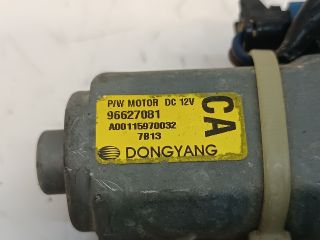 P/W MOTOR DC 12V
96627081
A00115970032
7813
CA
DONGYANG